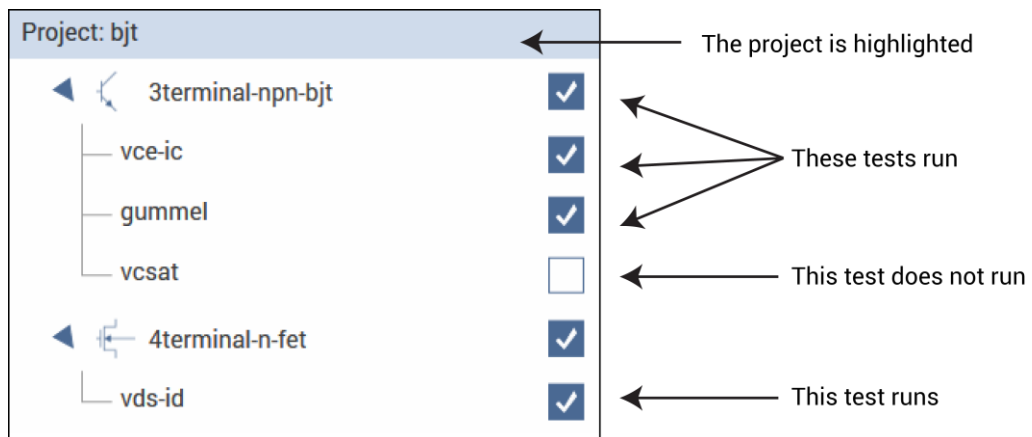 Project: bjt
The project is highlighted
3terminal-npn-bjt
vce-ic
These tests run
gummel
vcsat
This test does not run
4terminal-n-fet
vds-id
This test runs